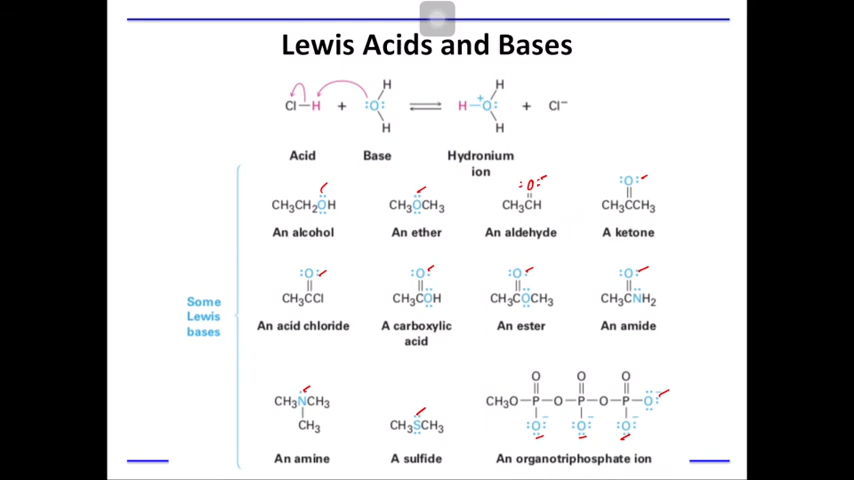 Lewis Acids and Bases
Cl—H + :O: H H ⇌ H—O: H H + Cl⁻
Acid Base Hydronium ion
Some Lewis bases
CH₃CH₂OH CH₃OCH₃ :O: CH₃CH :O: CH₃CCH₃
An alcohol An ether An aldehyde A ketone
:O: CH₃CCl :O: CH₃COH :O: CH₃COCH₃ :O: CH₃CNH₂
An acid chloride A carboxylic acid An ester An amide
CH₃NCH₃ CH₃ CH₃SCH₃ O O O CH₃O—P—O—P—O—P—O:⁻ :O:⁻ :O:⁻ :O:⁻
An amine A sulfide An organotriphosphate ion